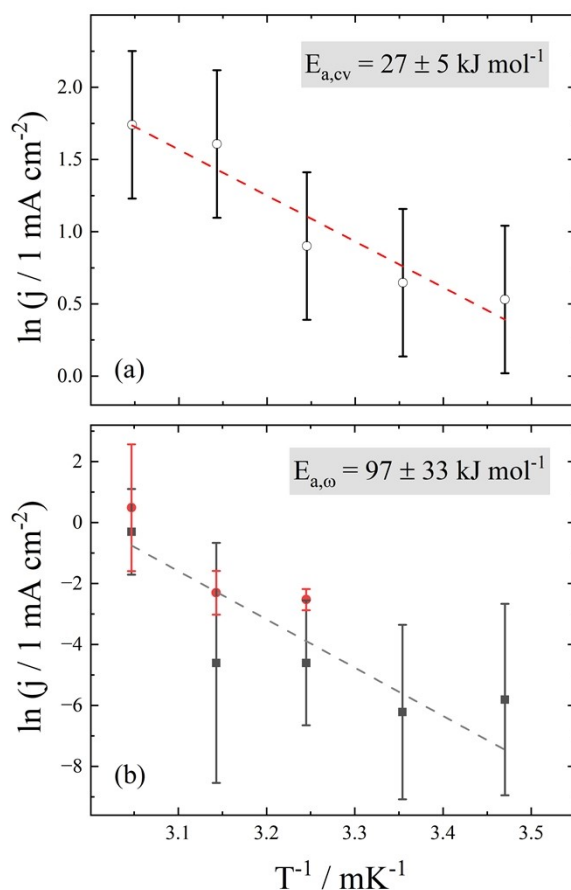 E_a,cv = 27 ± 5 kJ mol^-1
2.0
1.5
1.0
0.5
0.0
ln (j / 1 mA cm^-2)
(a)
E_a,ω = 97 ± 33 kJ mol^-1
2
0
−2
−4
−6
−8
ln (j / 1 mA cm^-2)
(b)
3.1 3.2 3.3 3.4 3.5
T^-1 / mK^-1